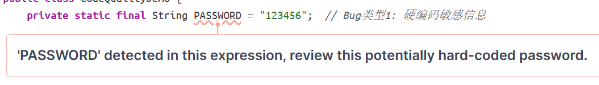 public class CodeQualityDemo {
private static final String PASSWORD = "123456";  // Bug类型1: 硬编码敏感信息
'PASSWORD' detected in this expression, review this potentially hard-coded password.